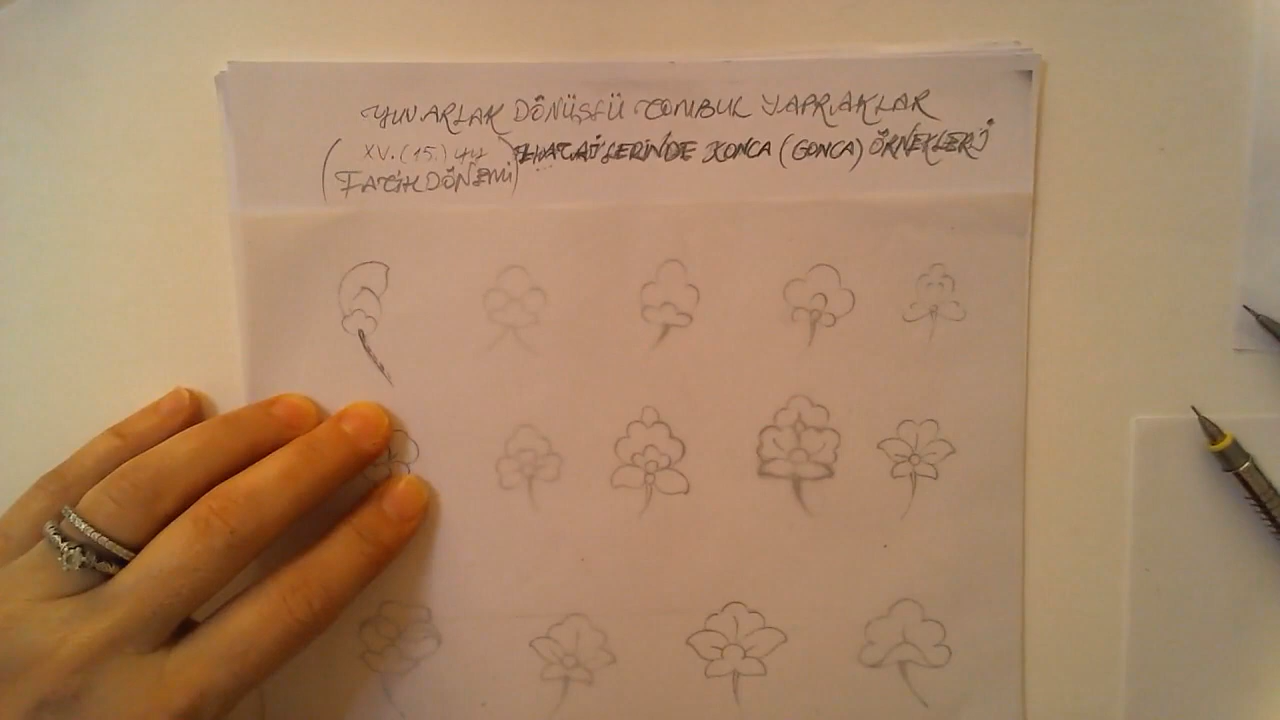 YUVARLAK DÖNÜŞLÜ TOMBUL YAPRAKLAR
( XV. (15.) yy HATAİLERİNDE KONCA (GONCA) ÖRNEKLERİ
FATİH DÖNEMİ)